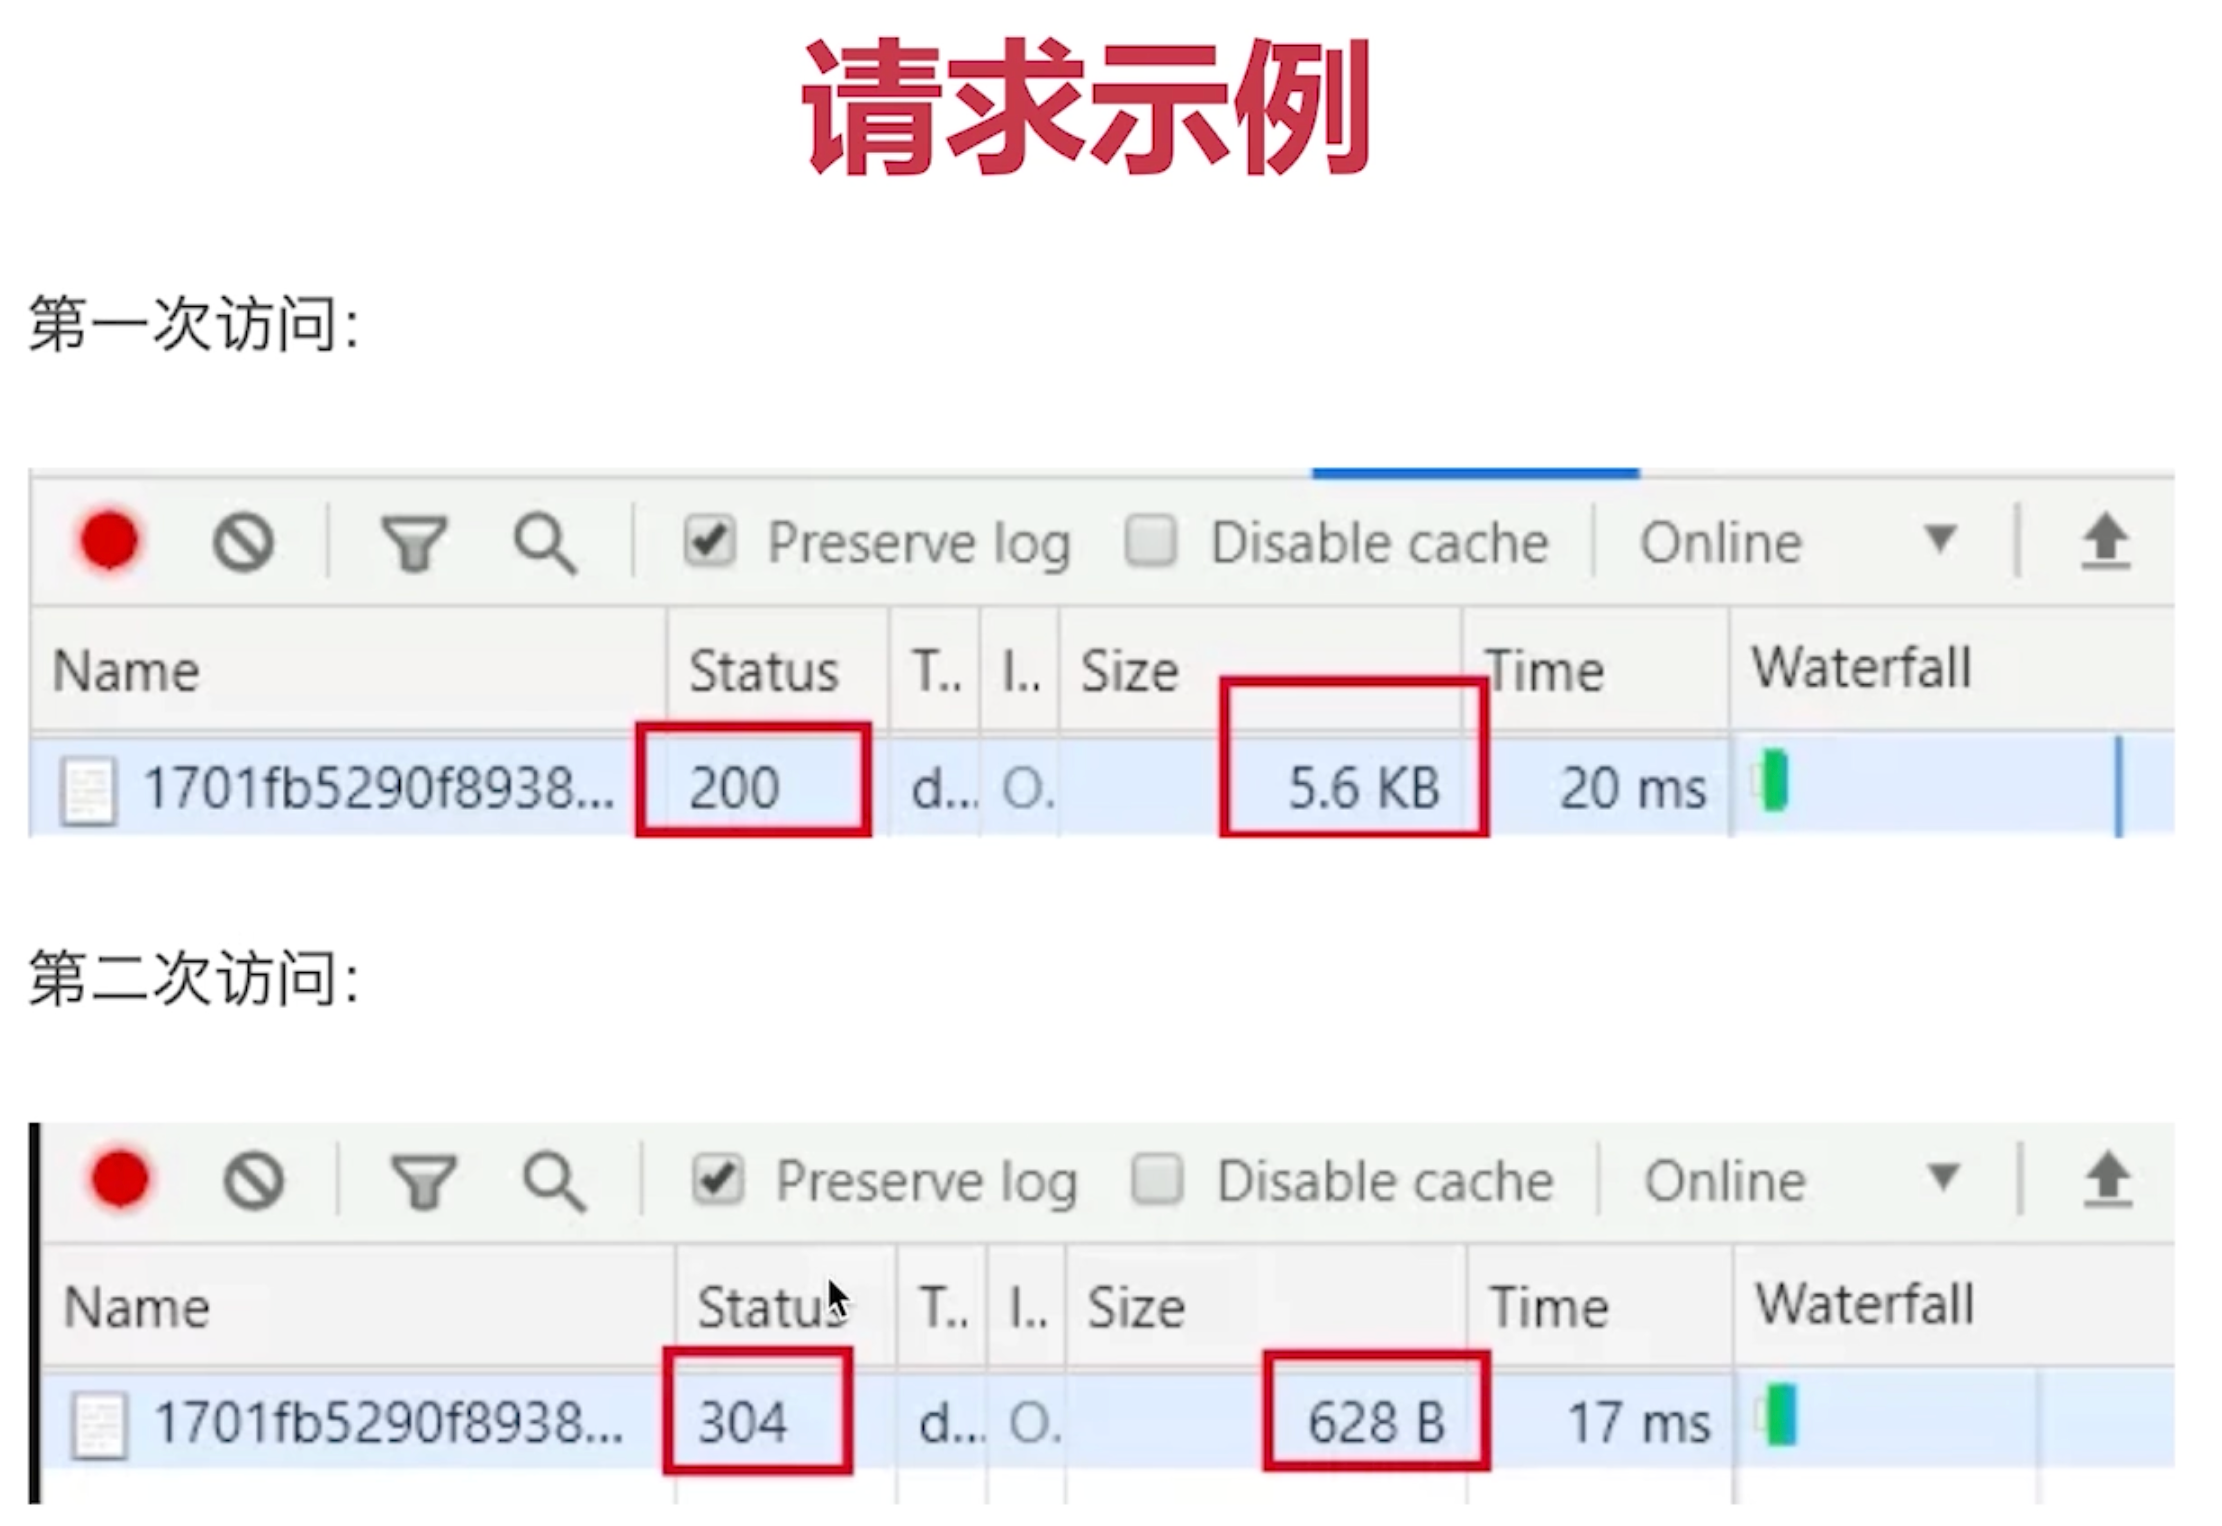 请求示例
第一次访问：
Preserve log Disable cache Online
Name Status T.. I.. Size Time Waterfall
1701fb5290f8938... 200 d... O. 5.6 KB 20 ms
第二次访问：
Preserve log Disable cache Online
Name Status T.. I.. Size Time Waterfall
1701fb5290f8938... 304 d... O. 628 B 17 ms